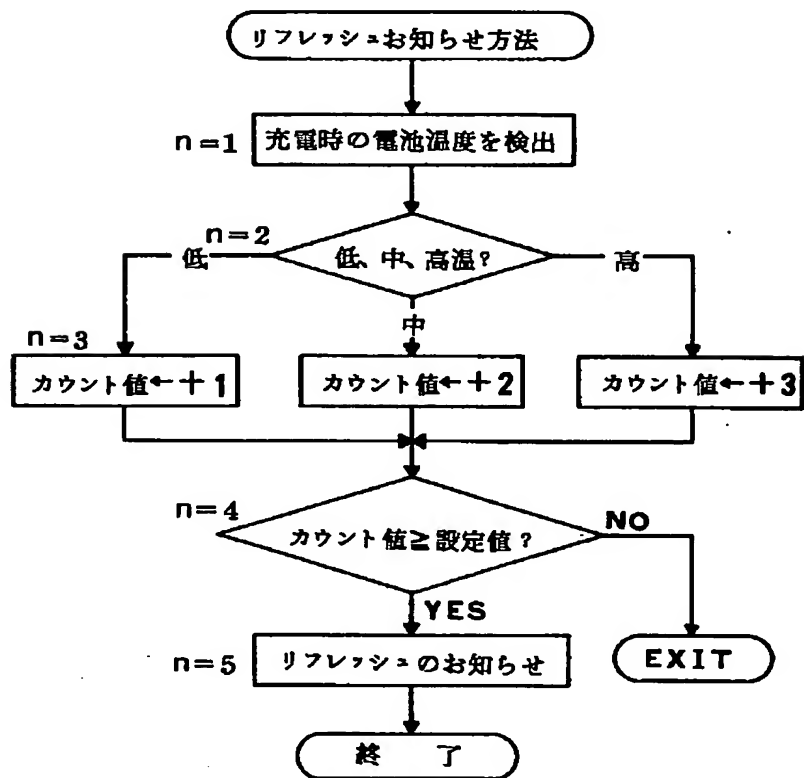 リフレッシュお知らせ方法
n=1
充電時の電池温度を検出
n=2
低、中、高温?
低
高
中
n=3
カウント値←+1
カウント値←+2
カウント値←+3
n=4
カウント値≧設定値?
NO
YES
n=5
リフレッシュのお知らせ
EXIT
終 了